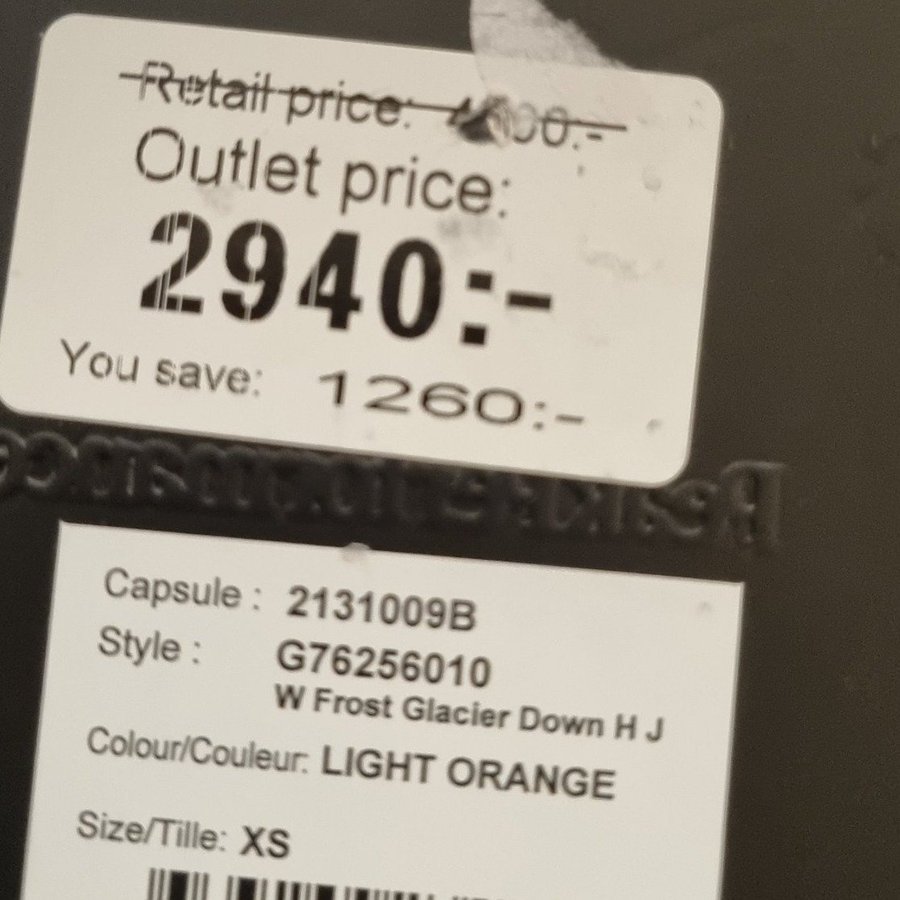 Retail price:
Outlet price:
2940:-
You save: 1260:-
Capsule : 2131009B
Style : G76256010
W Frost Glacier Down H J
Colour/Couleur: LIGHT ORANGE
Size/Tille: XS